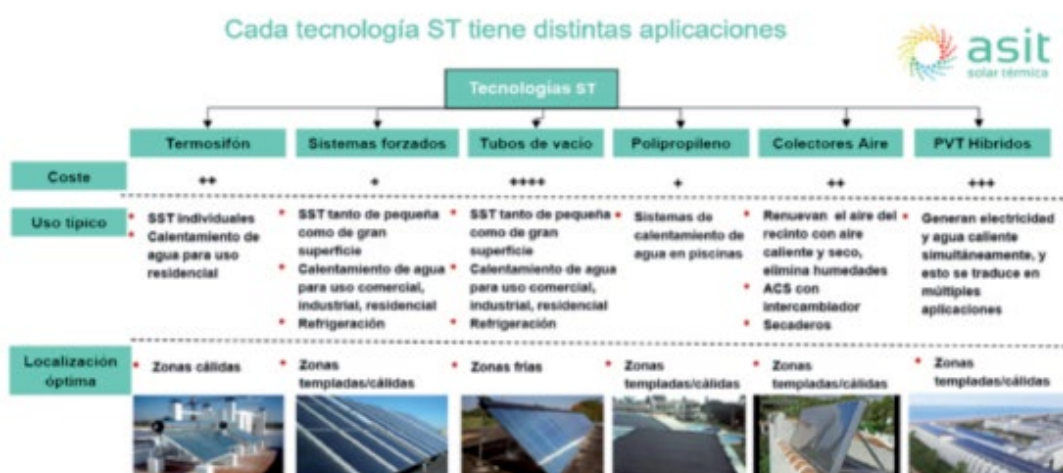 Cada tecnología ST tiene distintas aplicaciones
asit
solar térmica
Tecnologías ST
Termosifón
Sistemas forzados
Tubos de vacio
Polipropileno
Colectores Aire
PVT Hibridos
Coste
++
+
++++
+
++
+++
Uso típico
• SST individuales
• Calentamiento de
agua para uso
residencial
• SST tanto de pequeña
como de gran
superficie
• Calentamiento de agua
para uso comercial,
industrial, residencial
• Refrigeración
• SST tanto de pequeña
como de gran
superficie
• Calentamiento de agua
para uso comercial,
industrial, residencial
• Refrigeración
• Sistemas de
calentamiento de
agua en piscinas
• Renuevan el aire del
recinto con aire
caliente y seco,
elimina humedades
• ACS con
intercambiador
• Secaderos
• Generan electricidad
y agua caliente
simultáneamente, y
esto se traduce en
múltiples
aplicaciones
Localización
óptima
• Zonas cálidas
• Zonas
templadas/cálidas
• Zonas frías
• Zonas
templadas/cálidas
• Zonas
templadas/cálidas
• Zonas
templadas/cálidas